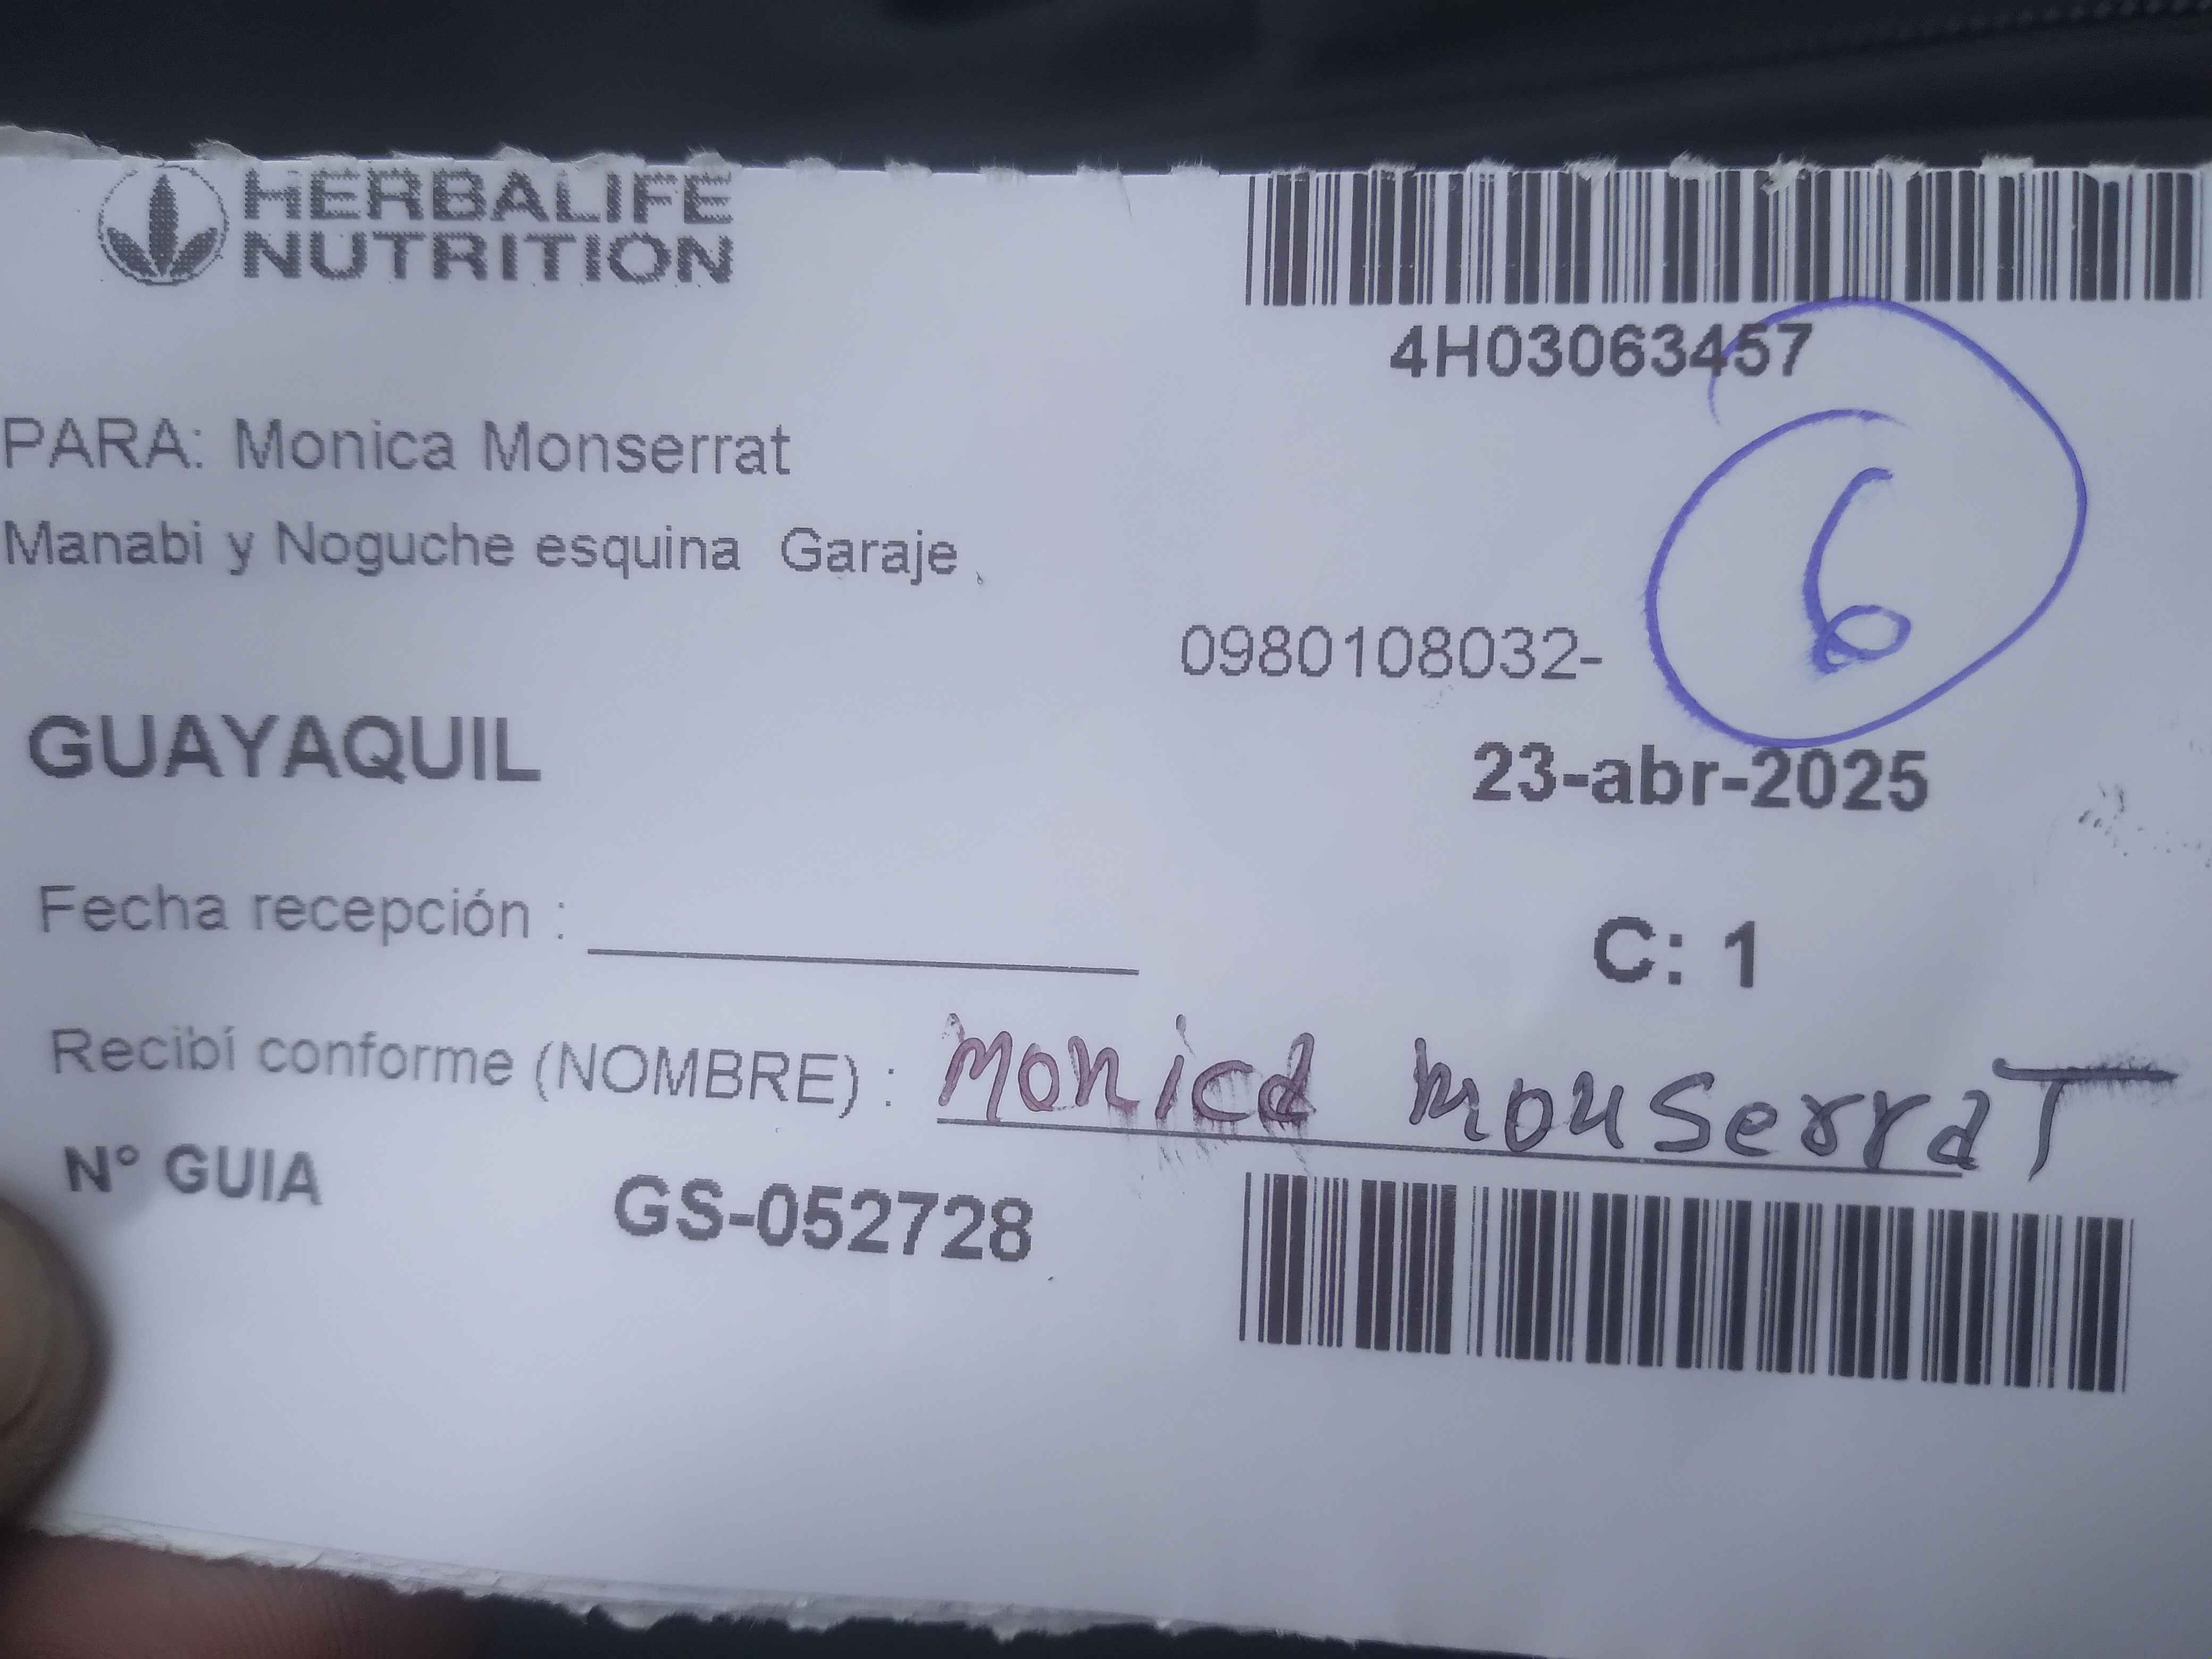 HERBALIFE
NUTRITION
4H03063457
PARA: Monica Monserrat
Manabi y Noguche esquina Garaje
6
0980108032-
GUAYAQUIL
23-abr-2025
Fecha recepción :
C: 1
Recibí conforme (NOMBRE) : Monica MonserraT
N° GUIA GS-052728